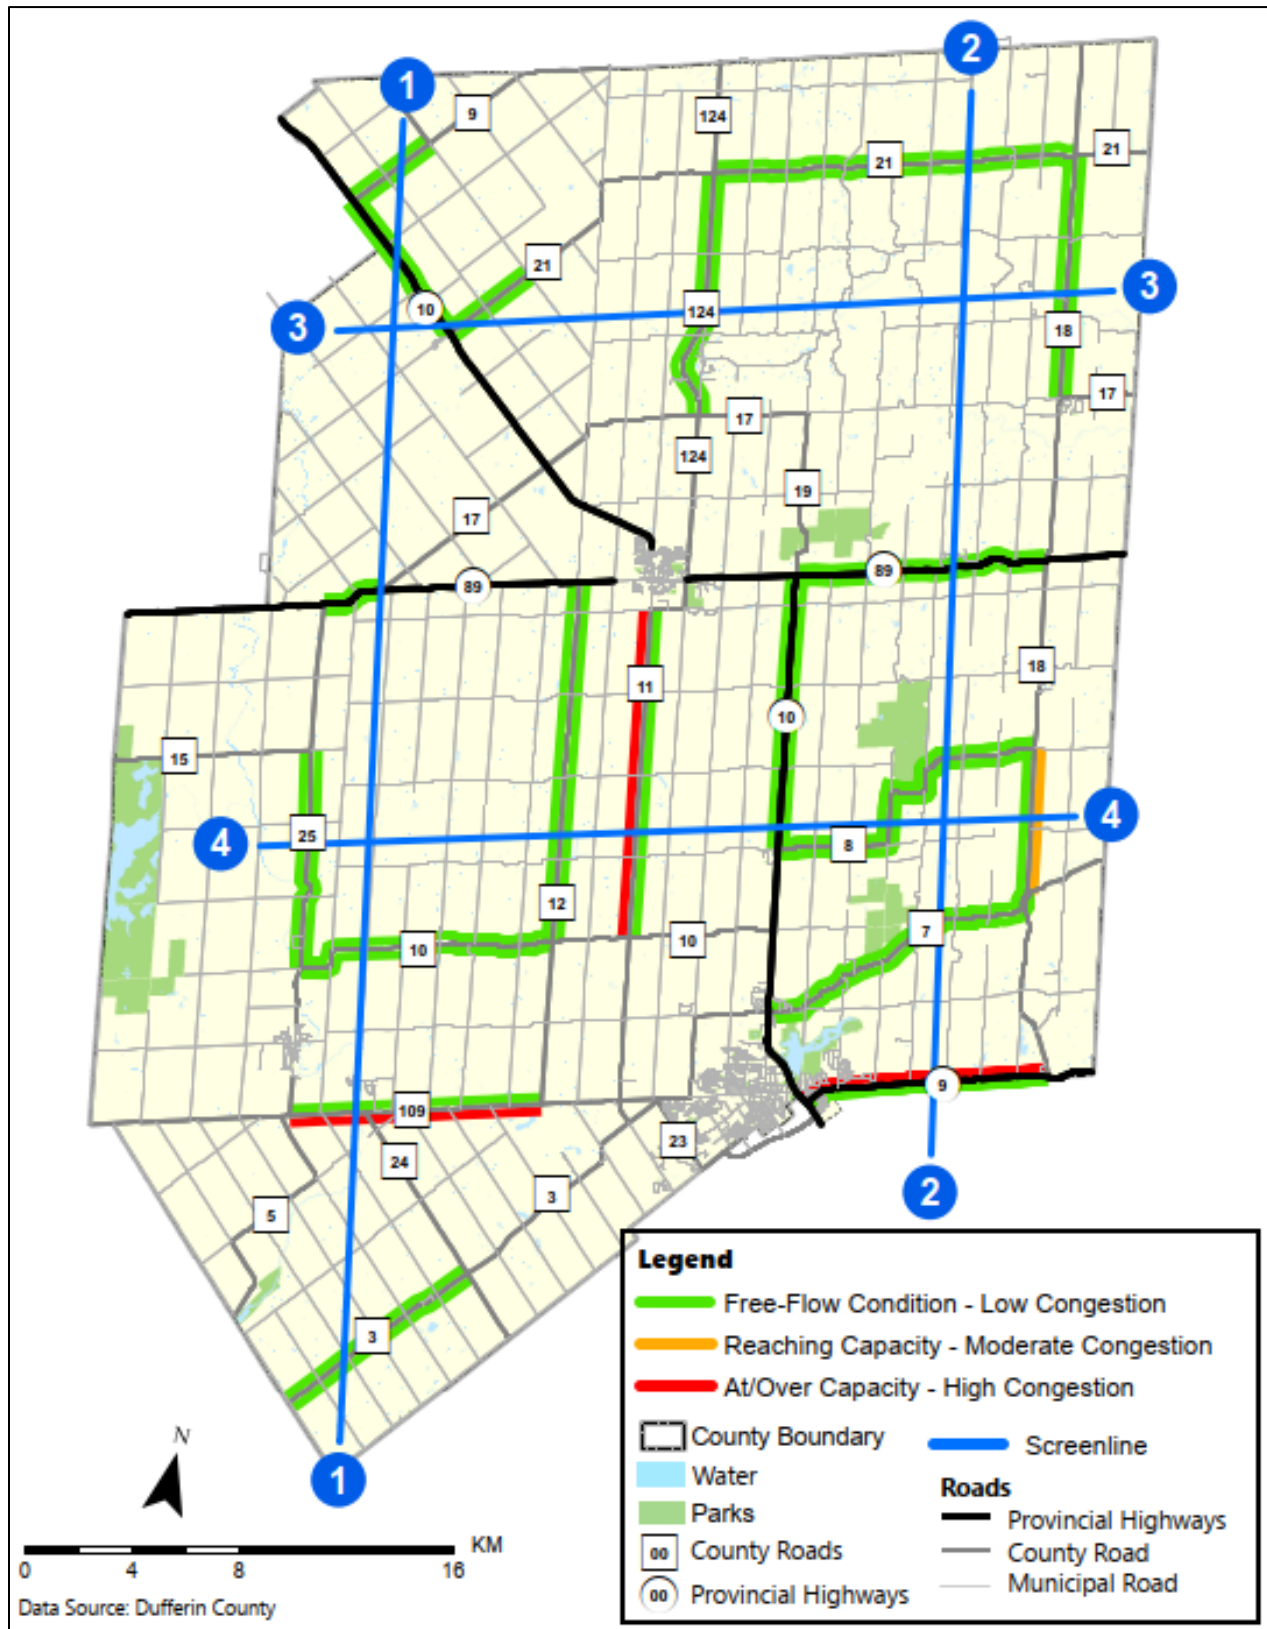 2
1
9
124
21
21
21
3
10
3
124
18
17
17
124
19
17
89
89
11
18
10
15
4
25
8
4
12
10
10
7
109
9
24
23
3
2
5
3
1
Legend
Free-Flow Condition - Low Congestion
Reaching Capacity - Moderate Congestion
At/Over Capacity - High Congestion
County Boundary
Screenline
Water
Roads
Parks
Provincial Highways
00 County Roads
County Road
00 Provincial Highways
Municipal Road
N
KM
0 4 8 16
Data Source: Dufferin County